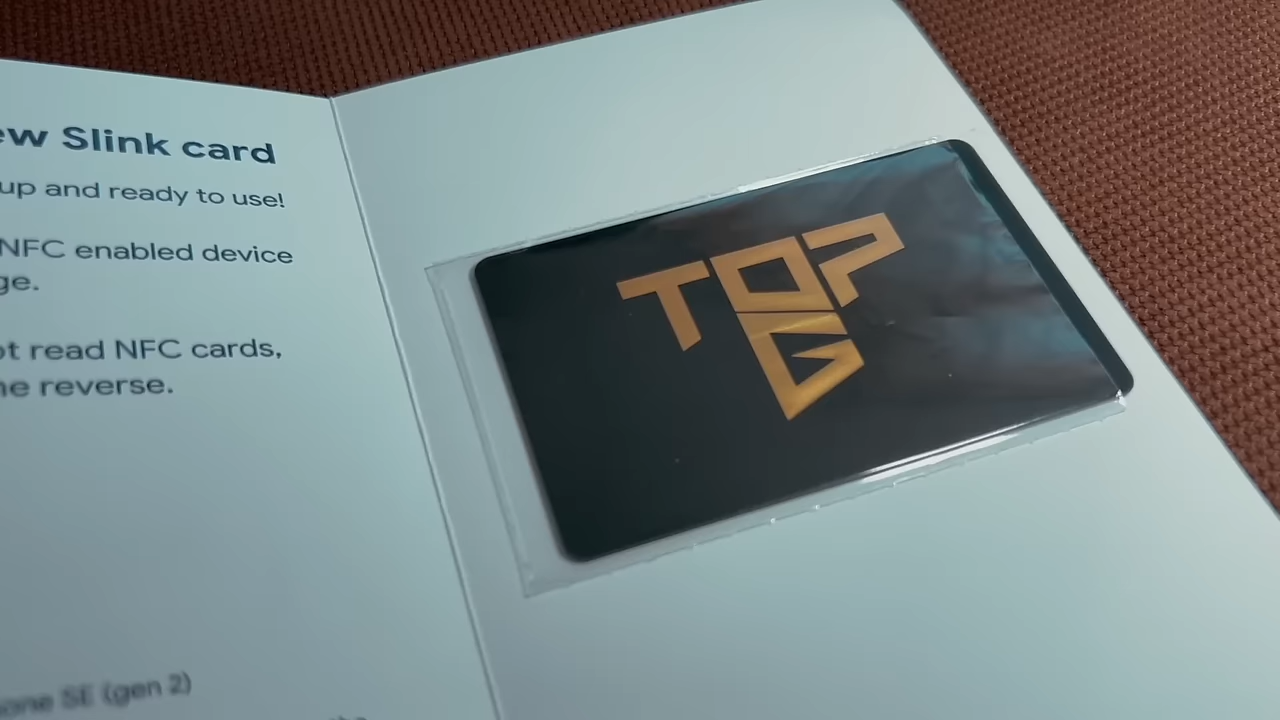 ew Slink card
up and ready to use!
NFC enabled device
ge.
ot read NFC cards,
he reverse.
one SE (gen 2)
the
TOP
G